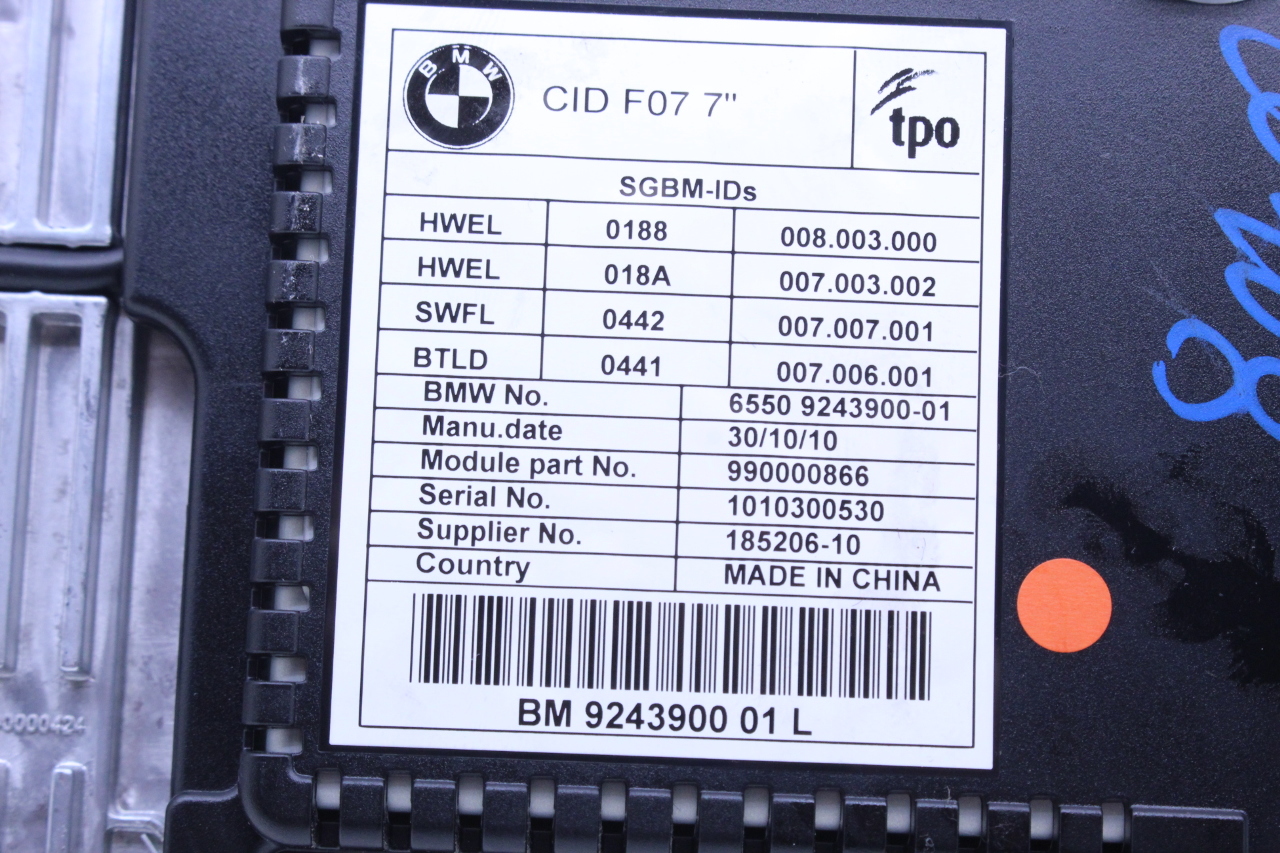 BMW
CID F07 7"
tpo
SGBM-IDs
HWEL 0188 008.003.000
HWEL 018A 007.003.002
SWFL 0442 007.007.001
BTLD 0441 007.006.001
BMW No. 6550 9243900-01
Manu.date 30/10/10
Module part No. 990000866
Serial No. 1010300530
Supplier No. 185206-10
Country MADE IN CHINA
BM 9243900 01 L